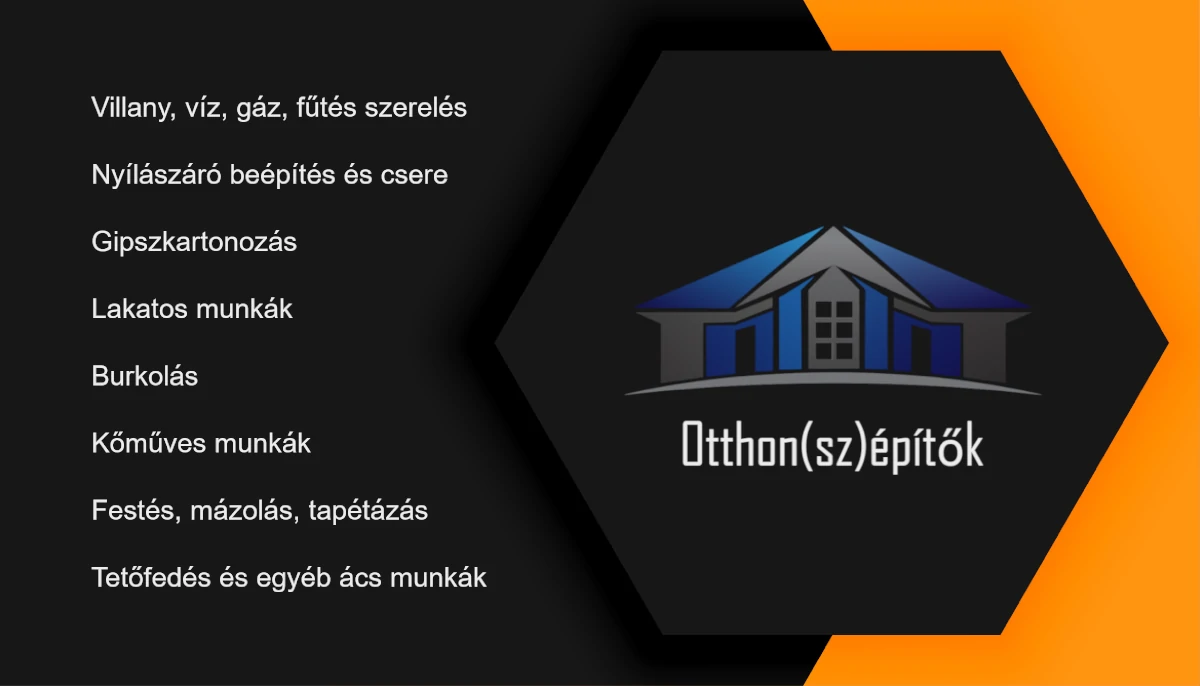 Villany, víz, gáz, fűtés szerelés
Nyílászáró beépítés és csere
Gipszkartonozás
Lakatos munkák
Burkolás
Kőműves munkák
Festés, mázolás, tapétázás
Tetőfedés és egyéb ács munkák
Otthon(sz)építők